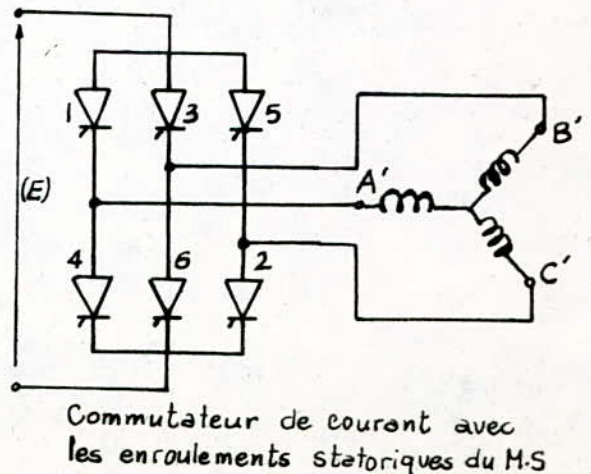 1 3 5
A' B'
(E)
4 6 2
C'
Commutateur de courant avec
les enroulements statoriques du M.S